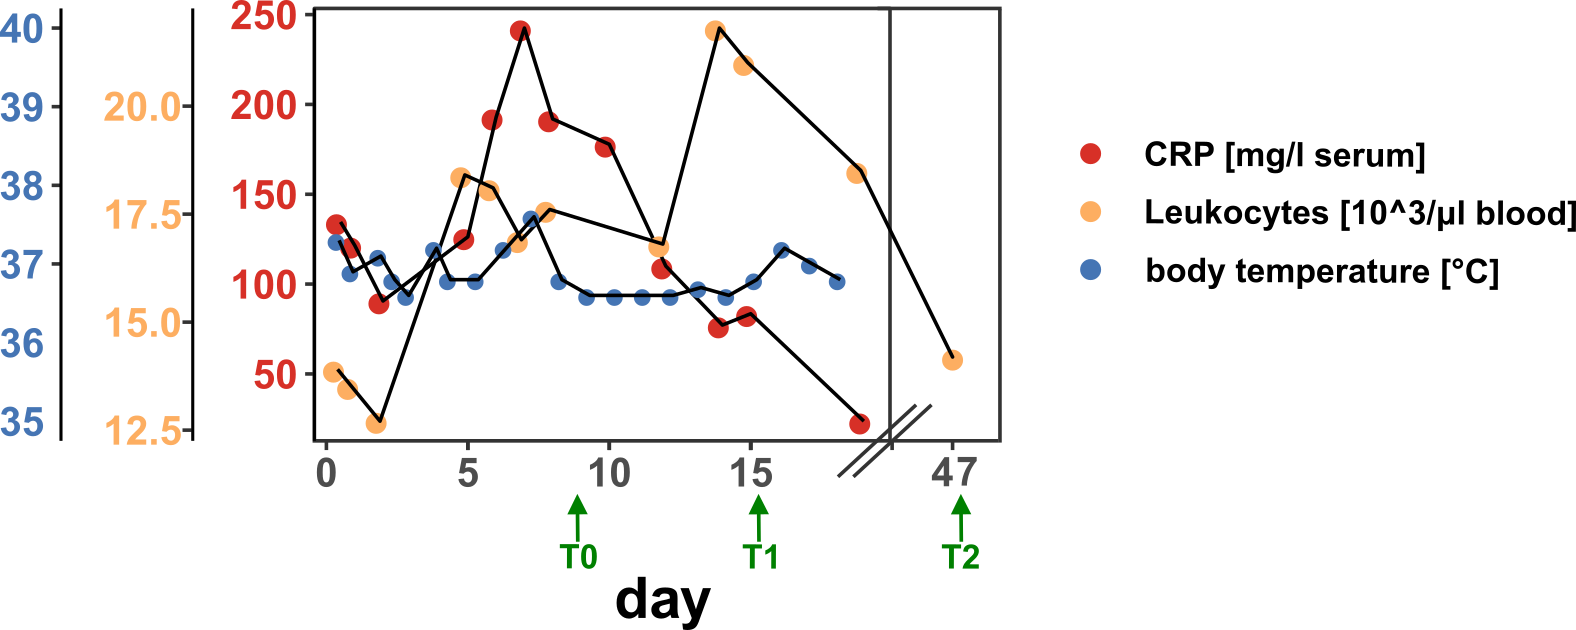 40
39
38
37
36
35
20.0
17.5
15.0
12.5
250
200
150
100
50
0 5 10 15 47
T0 T1 T2
day
CRP [mg/l serum]
Leukocytes [10^3/µl blood]
body temperature [°C]